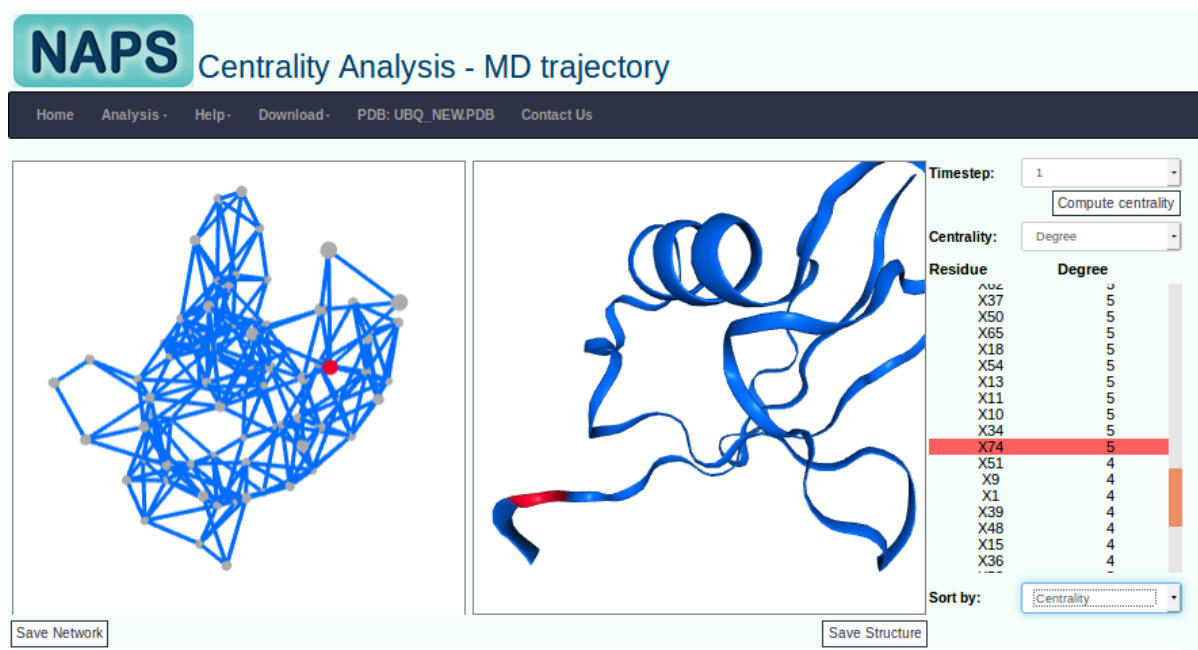 NAPS Centrality Analysis - MD trajectory
Home Analysis Help Download PDB: UBQ_NEW.PDB Contact Us
Timestep: 1
Compute centrality
Centrality: Degree
Residue Degree
X62 5
X37 5
X50 5
X65 5
X18 5
X54 5
X13 5
X11 5
X10 5
X34 5
X74 5
X51 4
X9 4
X1 4
X39 4
X48 4
X15 4
X36 4
Sort by: Centrality
Save Network Save Structure